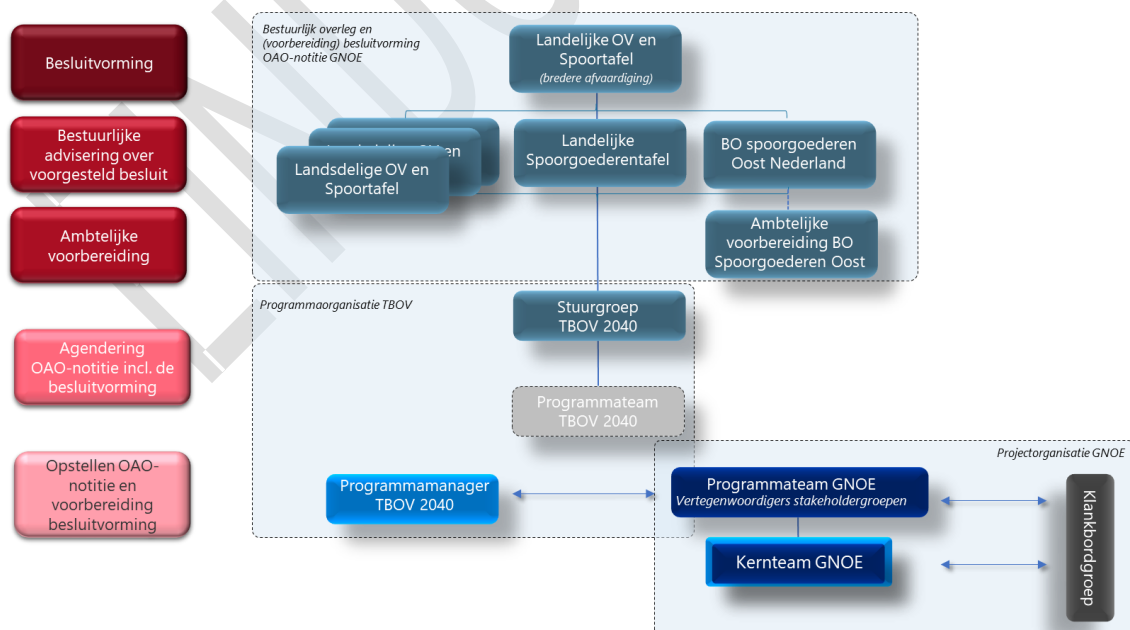 Besluitvorming
Bestuurlijke
advisering over
voorgesteld besluit
Ambtelijke
voorbereiding
Agendering
OAO-notitie incl. de
besluitvorming
Opstellen OAO-
notitie en
voorbereiding
besluitvorming
Bestuurlijk overleg en
(voorbereiding) besluitvorming
OAO-notitie GNOE
Landelijke OV en
Spoortafel
(bredere afvaardiging)
Landsdelige OV en
Spoortafel
Landelijke
Spoorgoederentafel
BO spoorgoederen
Oost Nederland
Ambtelijke
voorbereiding BO
Spoorgoederen Oost
Programmaorganisatie TBOV
Stuurgroep
TBOV 2040
Programmateam
TBOV 2040
Programmamanager
TBOV 2040
Projectorganisatie GNOE
Programmateam GNOE
Vertegenwoordigers stakeholdergroepen
Kernteam GNOE
Klankbordgroep